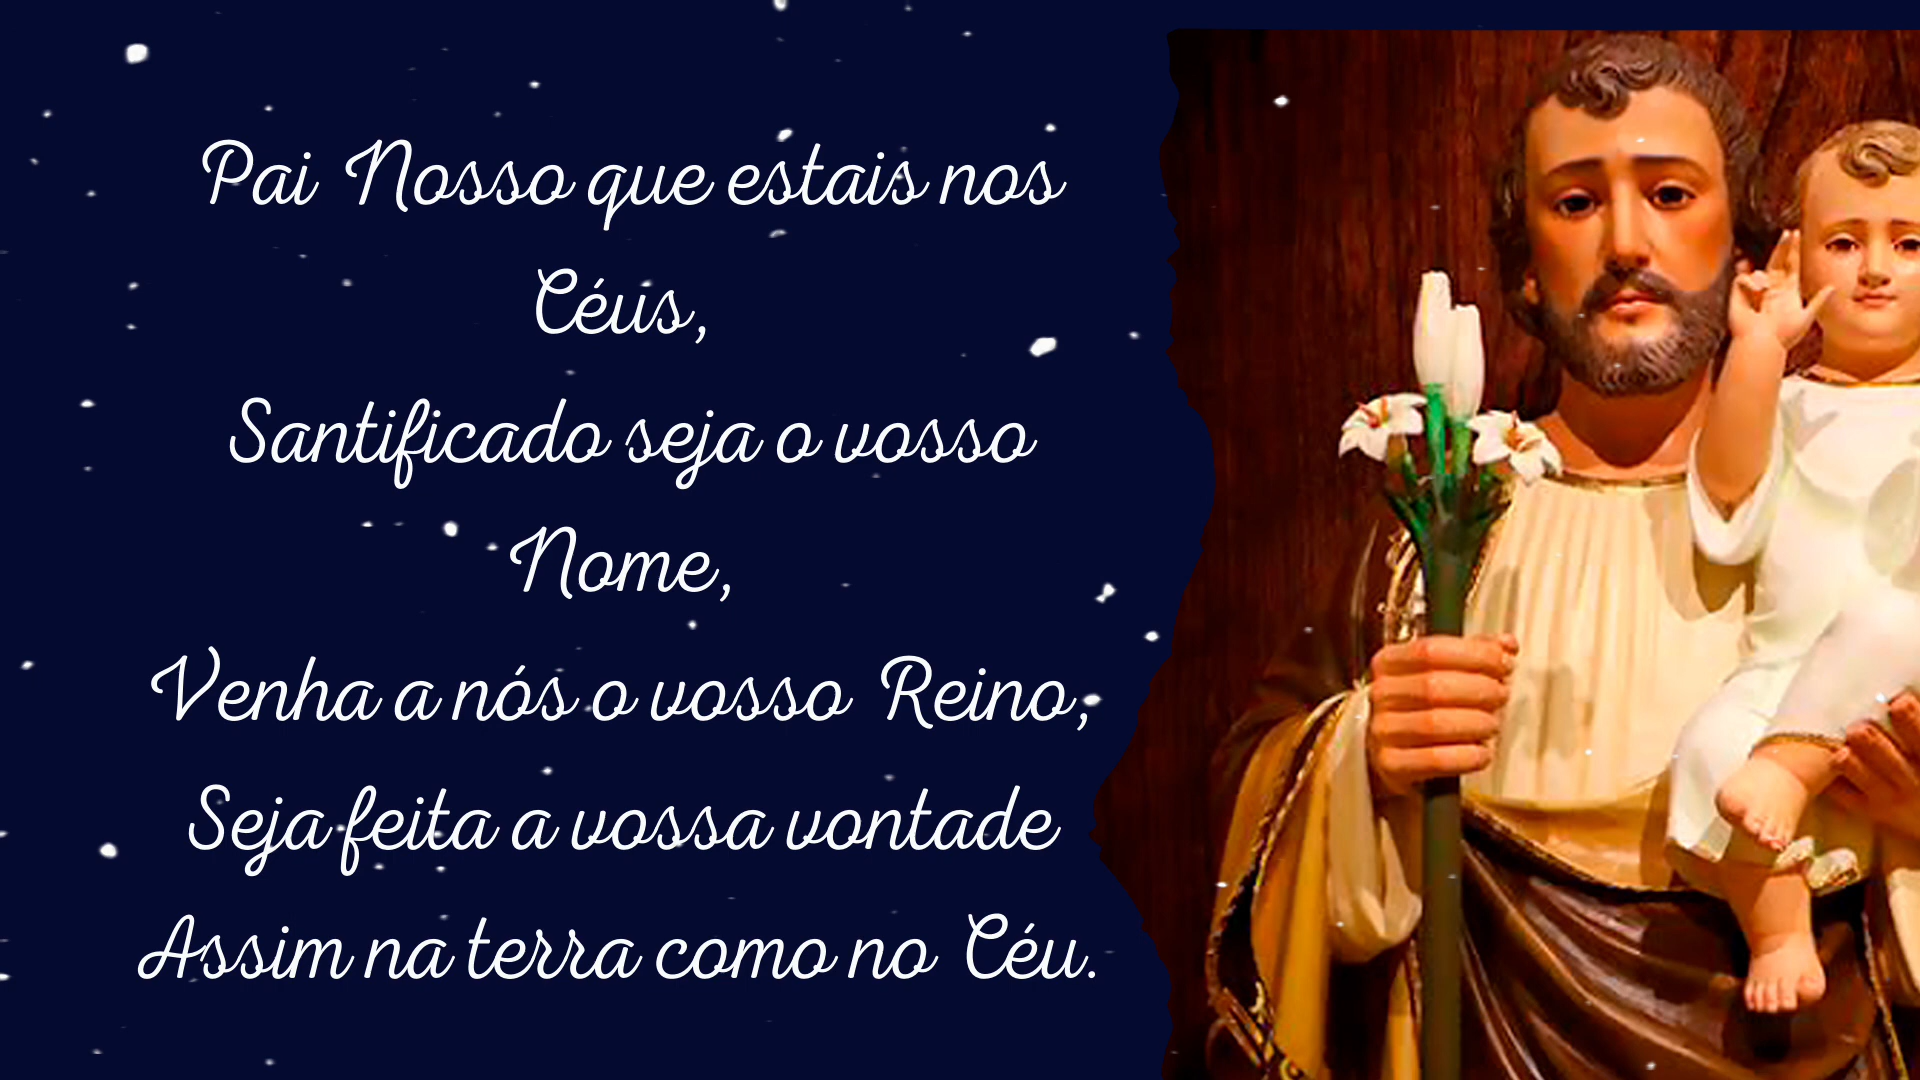 Pai Nosso que estais nos
Céus,
Santificado seja o vosso
Nome,
Venha a nós o vosso Reino,
Seja feita a vossa vontade
Assim na terra como no Céu.